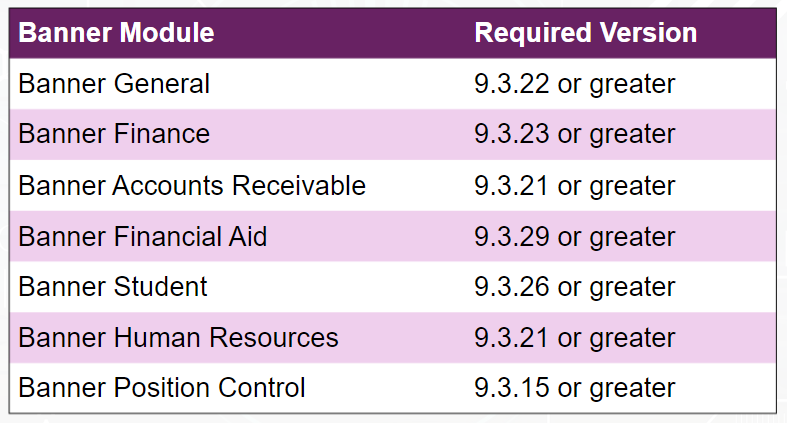 Banner Module Required Version
Banner General 9.3.22 or greater
Banner Finance 9.3.23 or greater
Banner Accounts Receivable 9.3.21 or greater
Banner Financial Aid 9.3.29 or greater
Banner Student 9.3.26 or greater
Banner Human Resources 9.3.21 or greater
Banner Position Control 9.3.15 or greater